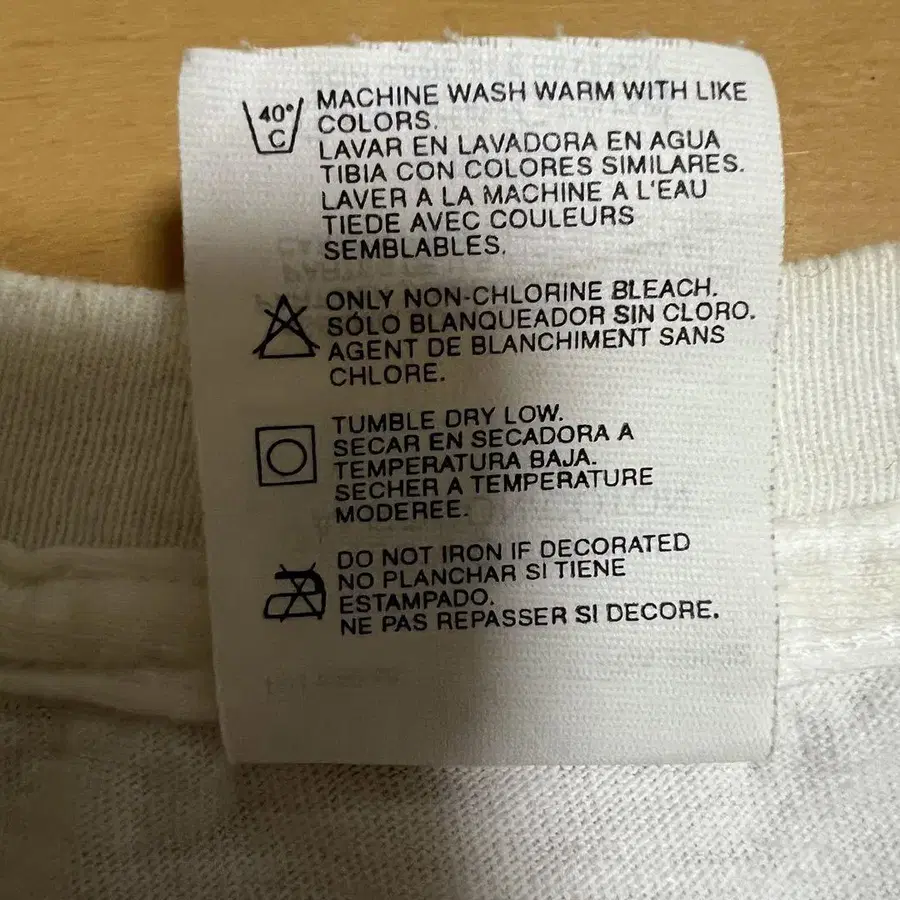 40° MACHINE WASH WARM WITH LIKE
C COLORS.
LAVAR EN LAVADORA EN AGUA
TIBIA CON COLORES SIMILARES.
LAVER A LA MACHINE A L'EAU
TIEDE AVEC COULEURS
SEMBLABLES.
ONLY NON-CHLORINE BLEACH.
SÓLO BLANQUEADOR SIN CLORO.
AGENT DE BLANCHIMENT SANS
CHLORE.
TUMBLE DRY LOW.
SECAR EN SECADORA A
TEMPERATURA BAJA.
SECHER A TEMPERATURE
MODEREE.
DO NOT IRON IF DECORATED
NO PLANCHAR SI TIENE
ESTAMPADO.
NE PAS REPASSER SI DECORE.